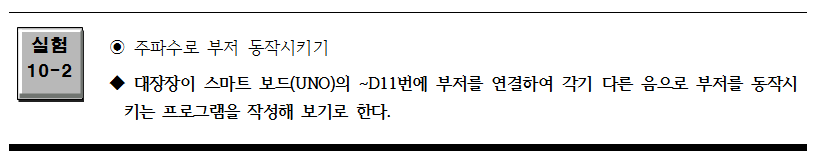 실험
10-2
◉ 주파수로 부저 동작시키기
◆ 대장장이 스마트 보드(UNO)의 ~D11번에 부저를 연결하여 각기 다른 음으로 부저를 동작시
키는 프로그램을 작성해 보기로 한다.